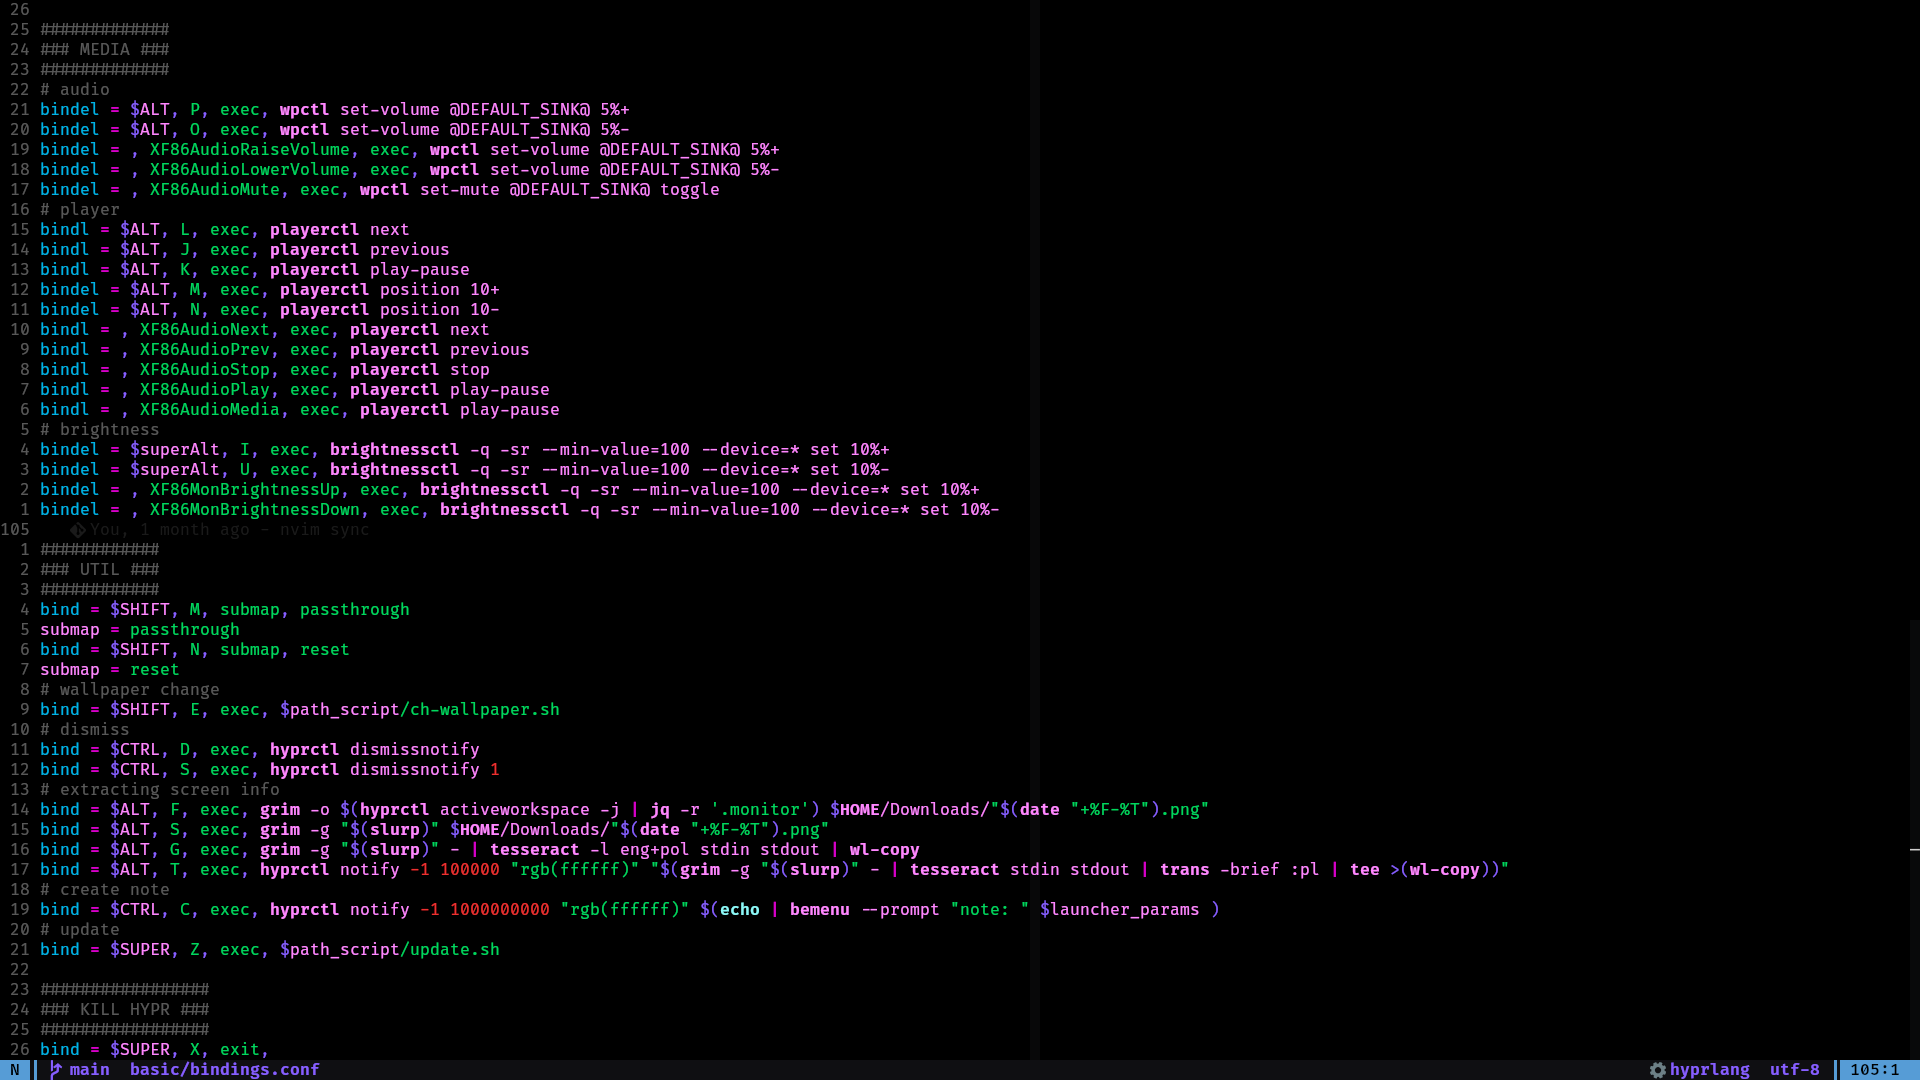 26
25 #############
24 ### MEDIA ###
23 #############
22 # audio
21 bindel = $ALT, P, exec, wpctl set-volume @DEFAULT_SINK@ 5%+
20 bindel = $ALT, O, exec, wpctl set-volume @DEFAULT_SINK@ 5%-
19 bindel = , XF86AudioRaiseVolume, exec, wpctl set-volume @DEFAULT_SINK@ 5%+
18 bindel = , XF86AudioLowerVolume, exec, wpctl set-volume @DEFAULT_SINK@ 5%-
17 bindel = , XF86AudioMute, exec, wpctl set-mute @DEFAULT_SINK@ toggle
16 # player
15 bindl = $ALT, L, exec, playerctl next
14 bindl = $ALT, J, exec, playerctl previous
13 bindl = $ALT, K, exec, playerctl play-pause
12 bindel = $ALT, M, exec, playerctl position 10+
11 bindel = $ALT, N, exec, playerctl position 10-
10 bindl = , XF86AudioNext, exec, playerctl next
9 bindl = , XF86AudioPrev, exec, playerctl previous
8 bindl = , XF86AudioStop, exec, playerctl stop
7 bindl = , XF86AudioPlay, exec, playerctl play-pause
6 bindl = , XF86AudioMedia, exec, playerctl play-pause
5 # brightness
4 bindel = $superAlt, I, exec, brightnessctl -q -sr --min-value=100 --device=* set 10%+
3 bindel = $superAlt, U, exec, brightnessctl -q -sr --min-value=100 --device=* set 10%-
2 bindel = , XF86MonBrightnessUp, exec, brightnessctl -q -sr --min-value=100 --device=* set 10%+
1 bindel = , XF86MonBrightnessDown, exec, brightnessctl -q -sr --min-value=100 --device=* set 10%-
105 You, 1 month ago - nvim sync
1 ############
2 ### UTIL ###
3 ############
4 bind = $SHIFT, M, submap, passthrough
5 submap = passthrough
6 bind = $SHIFT, N, submap, reset
7 submap = reset
8 # wallpaper change
9 bind = $SHIFT, E, exec, $path_script/ch-wallpaper.sh
10 # dismiss
11 bind = $CTRL, D, exec, hyprctl dismissnotify
12 bind = $CTRL, S, exec, hyprctl dismissnotify 1
13 # extracting screen info
14 bind = $ALT, F, exec, grim -o $(hyprctl activeworkspace -j | jq -r '.monitor') $HOME/Downloads/"$(date "+%F-%T").png"
15 bind = $ALT, S, exec, grim -g "$(slurp)" $HOME/Downloads/"$(date "+%F-%T").png"
16 bind = $ALT, G, exec, grim -g "$(slurp)" - | tesseract -l eng+pol stdin stdout | wl-copy
17 bind = $ALT, T, exec, hyprctl notify -1 100000 "rgb(ffffff)" "$(grim -g "$(slurp)" - | tesseract stdin stdout | trans -brief :pl | tee >(wl-copy))"
18 # create note
19 bind = $CTRL, C, exec, hyprctl notify -1 1000000000 "rgb(ffffff)" $(echo | bemenu --prompt "note: " $launcher_params )
20 # update
21 bind = $SUPER, Z, exec, $path_script/update.sh
22
23 #################
24 ### KILL HYPR ###
25 #################
26 bind = $SUPER, X, exit,
N main basic/bindings.conf hyprlang utf-8 105:1